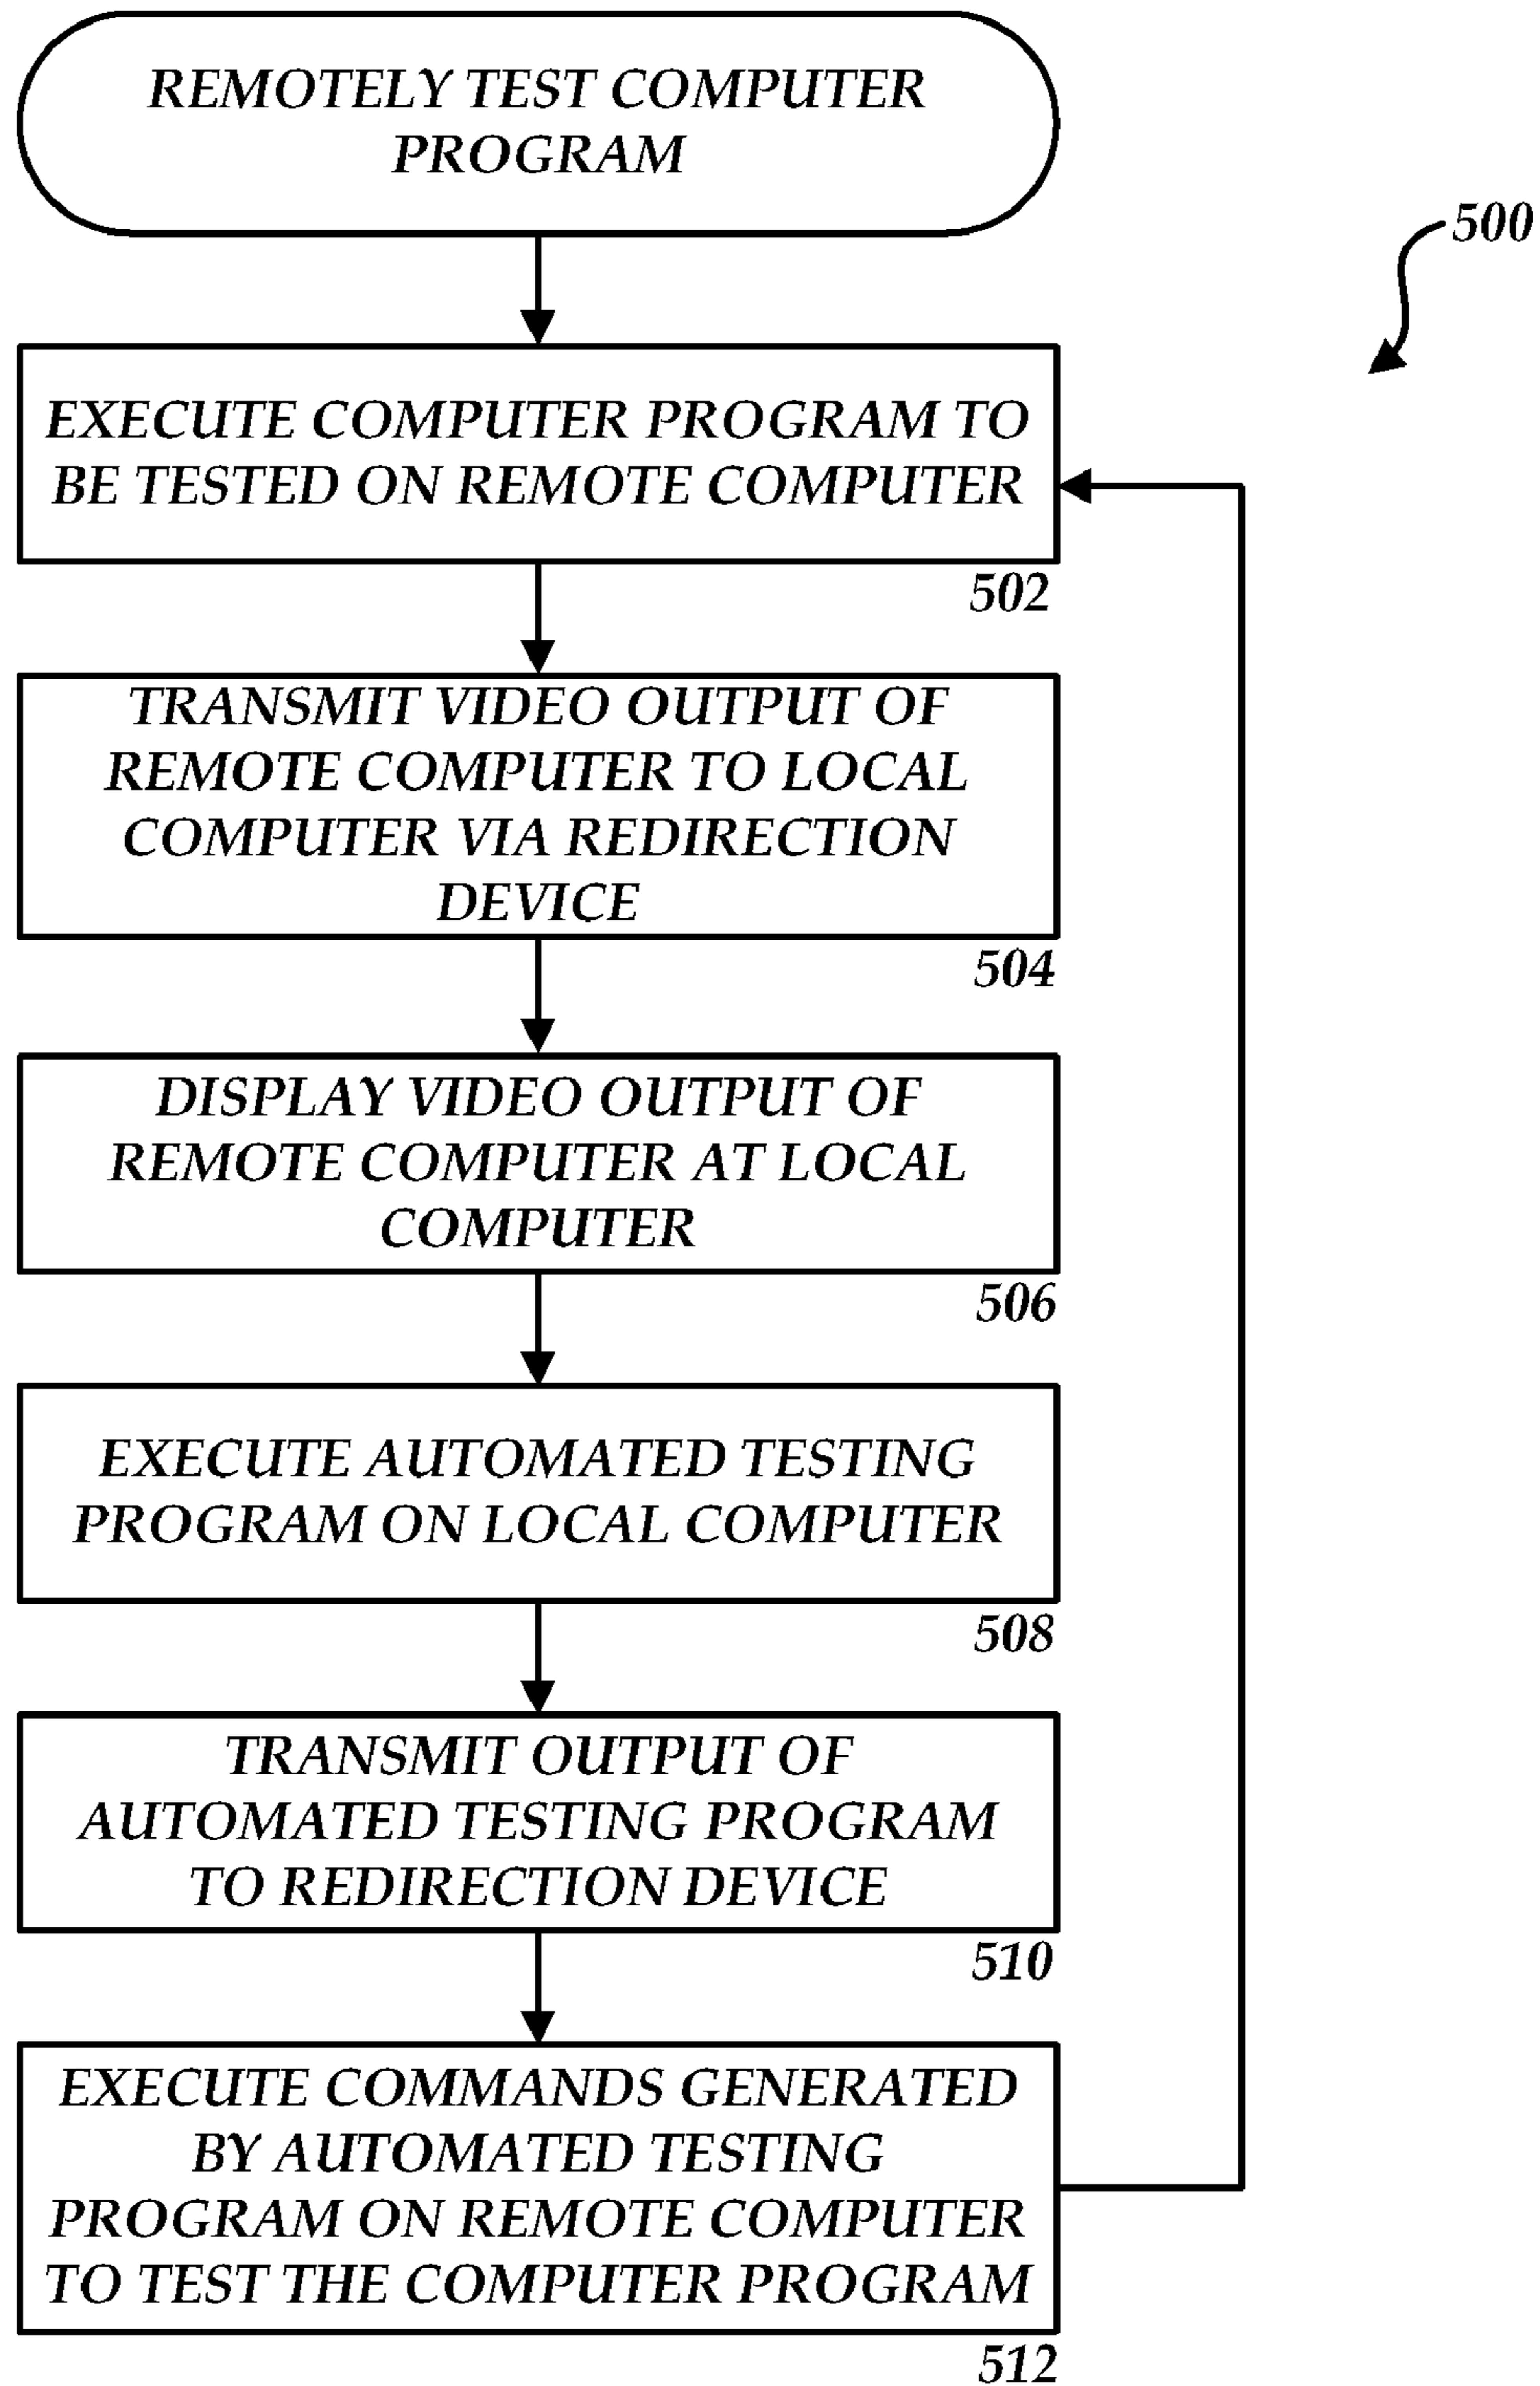 REMOTELY TEST COMPUTER
PROGRAM
500
EXECUTE COMPUTER PROGRAM TO
BE TESTED ON REMOTE COMPUTER
502
TRANSMIT VIDEO OUTPUT OF
REMOTE COMPUTER TO LOCAL
COMPUTER VIA REDIRECTION
DEVICE
504
DISPLAY VIDEO OUTPUT OF
REMOTE COMPUTER AT LOCAL
COMPUTER
506
EXECUTE AUTOMATED TESTING
PROGRAM ON LOCAL COMPUTER
508
TRANSMIT OUTPUT OF
AUTOMATED TESTING PROGRAM
TO REDIRECTION DEVICE
510
EXECUTE COMMANDS GENERATED
BY AUTOMATED TESTING
PROGRAM ON REMOTE COMPUTER
TO TEST THE COMPUTER PROGRAM
512